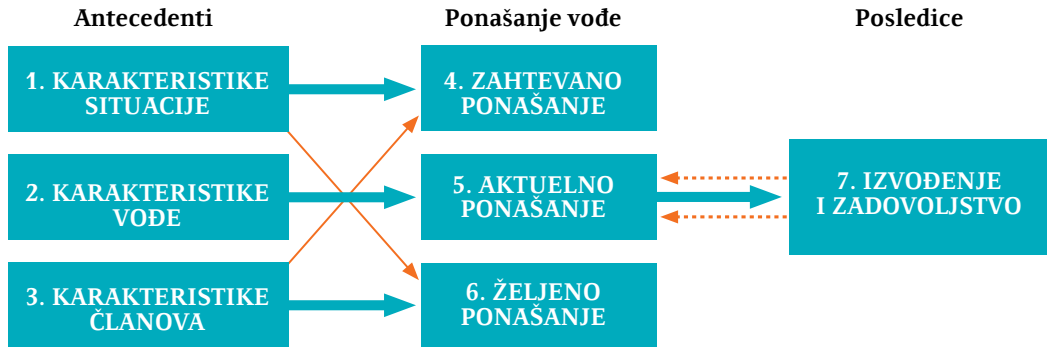 Antecedenti
Ponašanje vođe
Posledice
1. KARAKTERISTIKE
SITUACIJE
4. ZAHTEVANO
PONAŠANJE
2. KARAKTERISTIKE
VOĐE
5. AKTUELNO
PONAŠANJE
7. IZVOĐENJE
I ZADOVOLJSTVO
3. KARAKTERISTIKE
ČLANOVA
6. ŽELJENO
PONAŠANJE